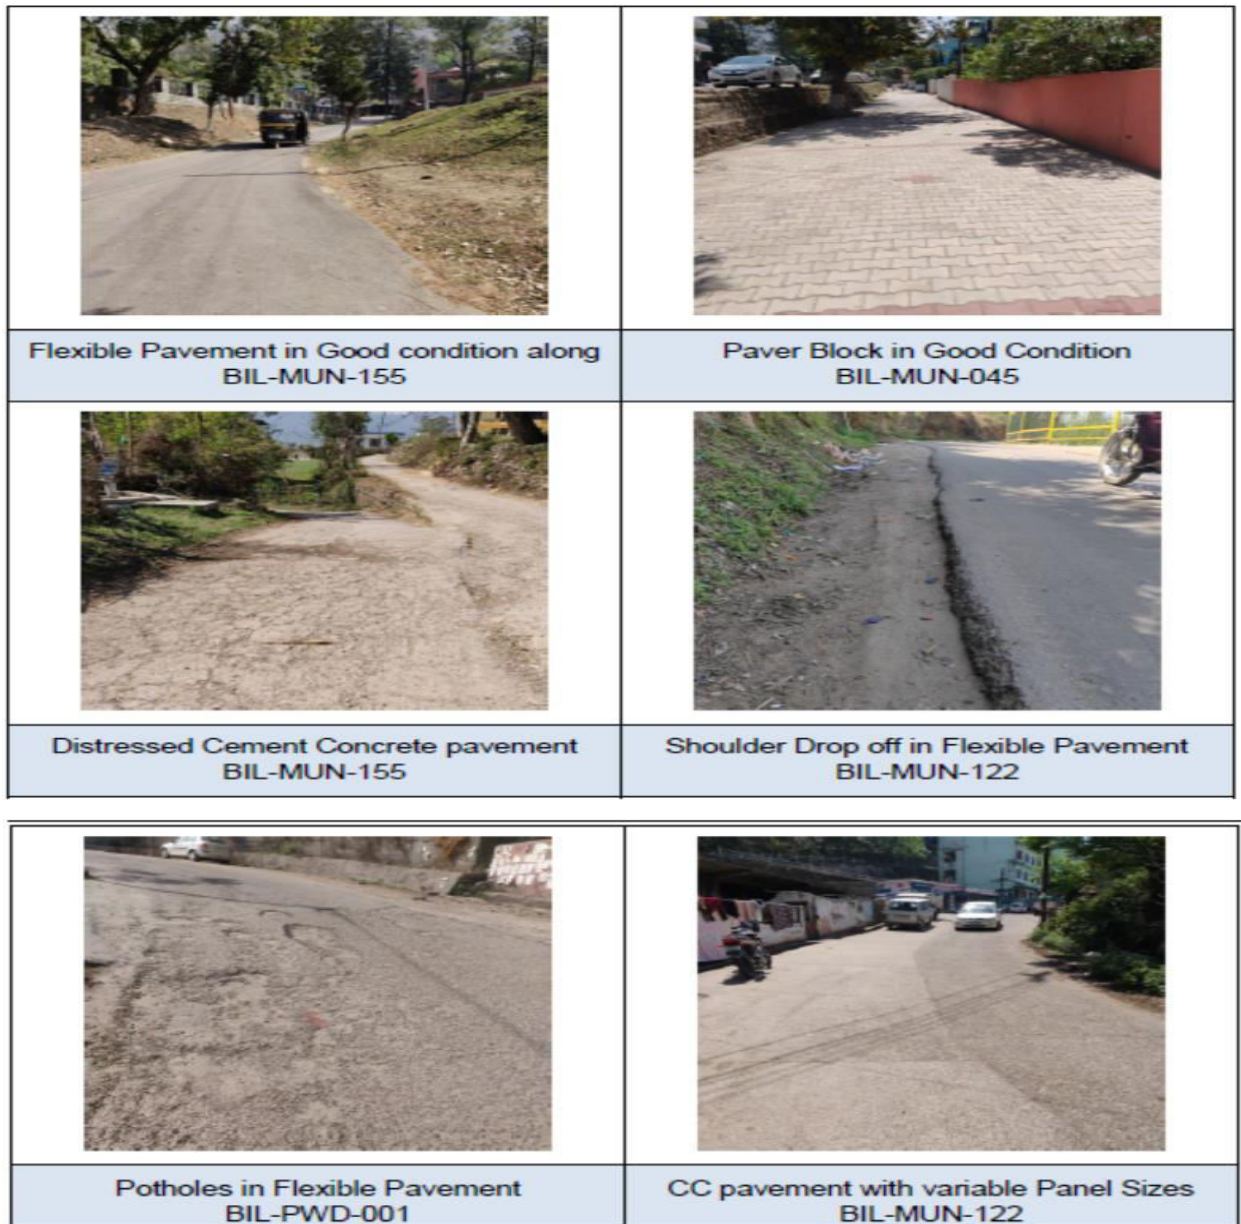 Flexible Pavement in Good condition along
BIL-MUN-155
Paver Block in Good Condition
BIL-MUN-045
Distressed Cement Concrete pavement
BIL-MUN-155
Shoulder Drop off in Flexible Pavement
BIL-MUN-122
Potholes in Flexible Pavement
BIL-PWD-001
CC pavement with variable Panel Sizes
BIL-MUN-122